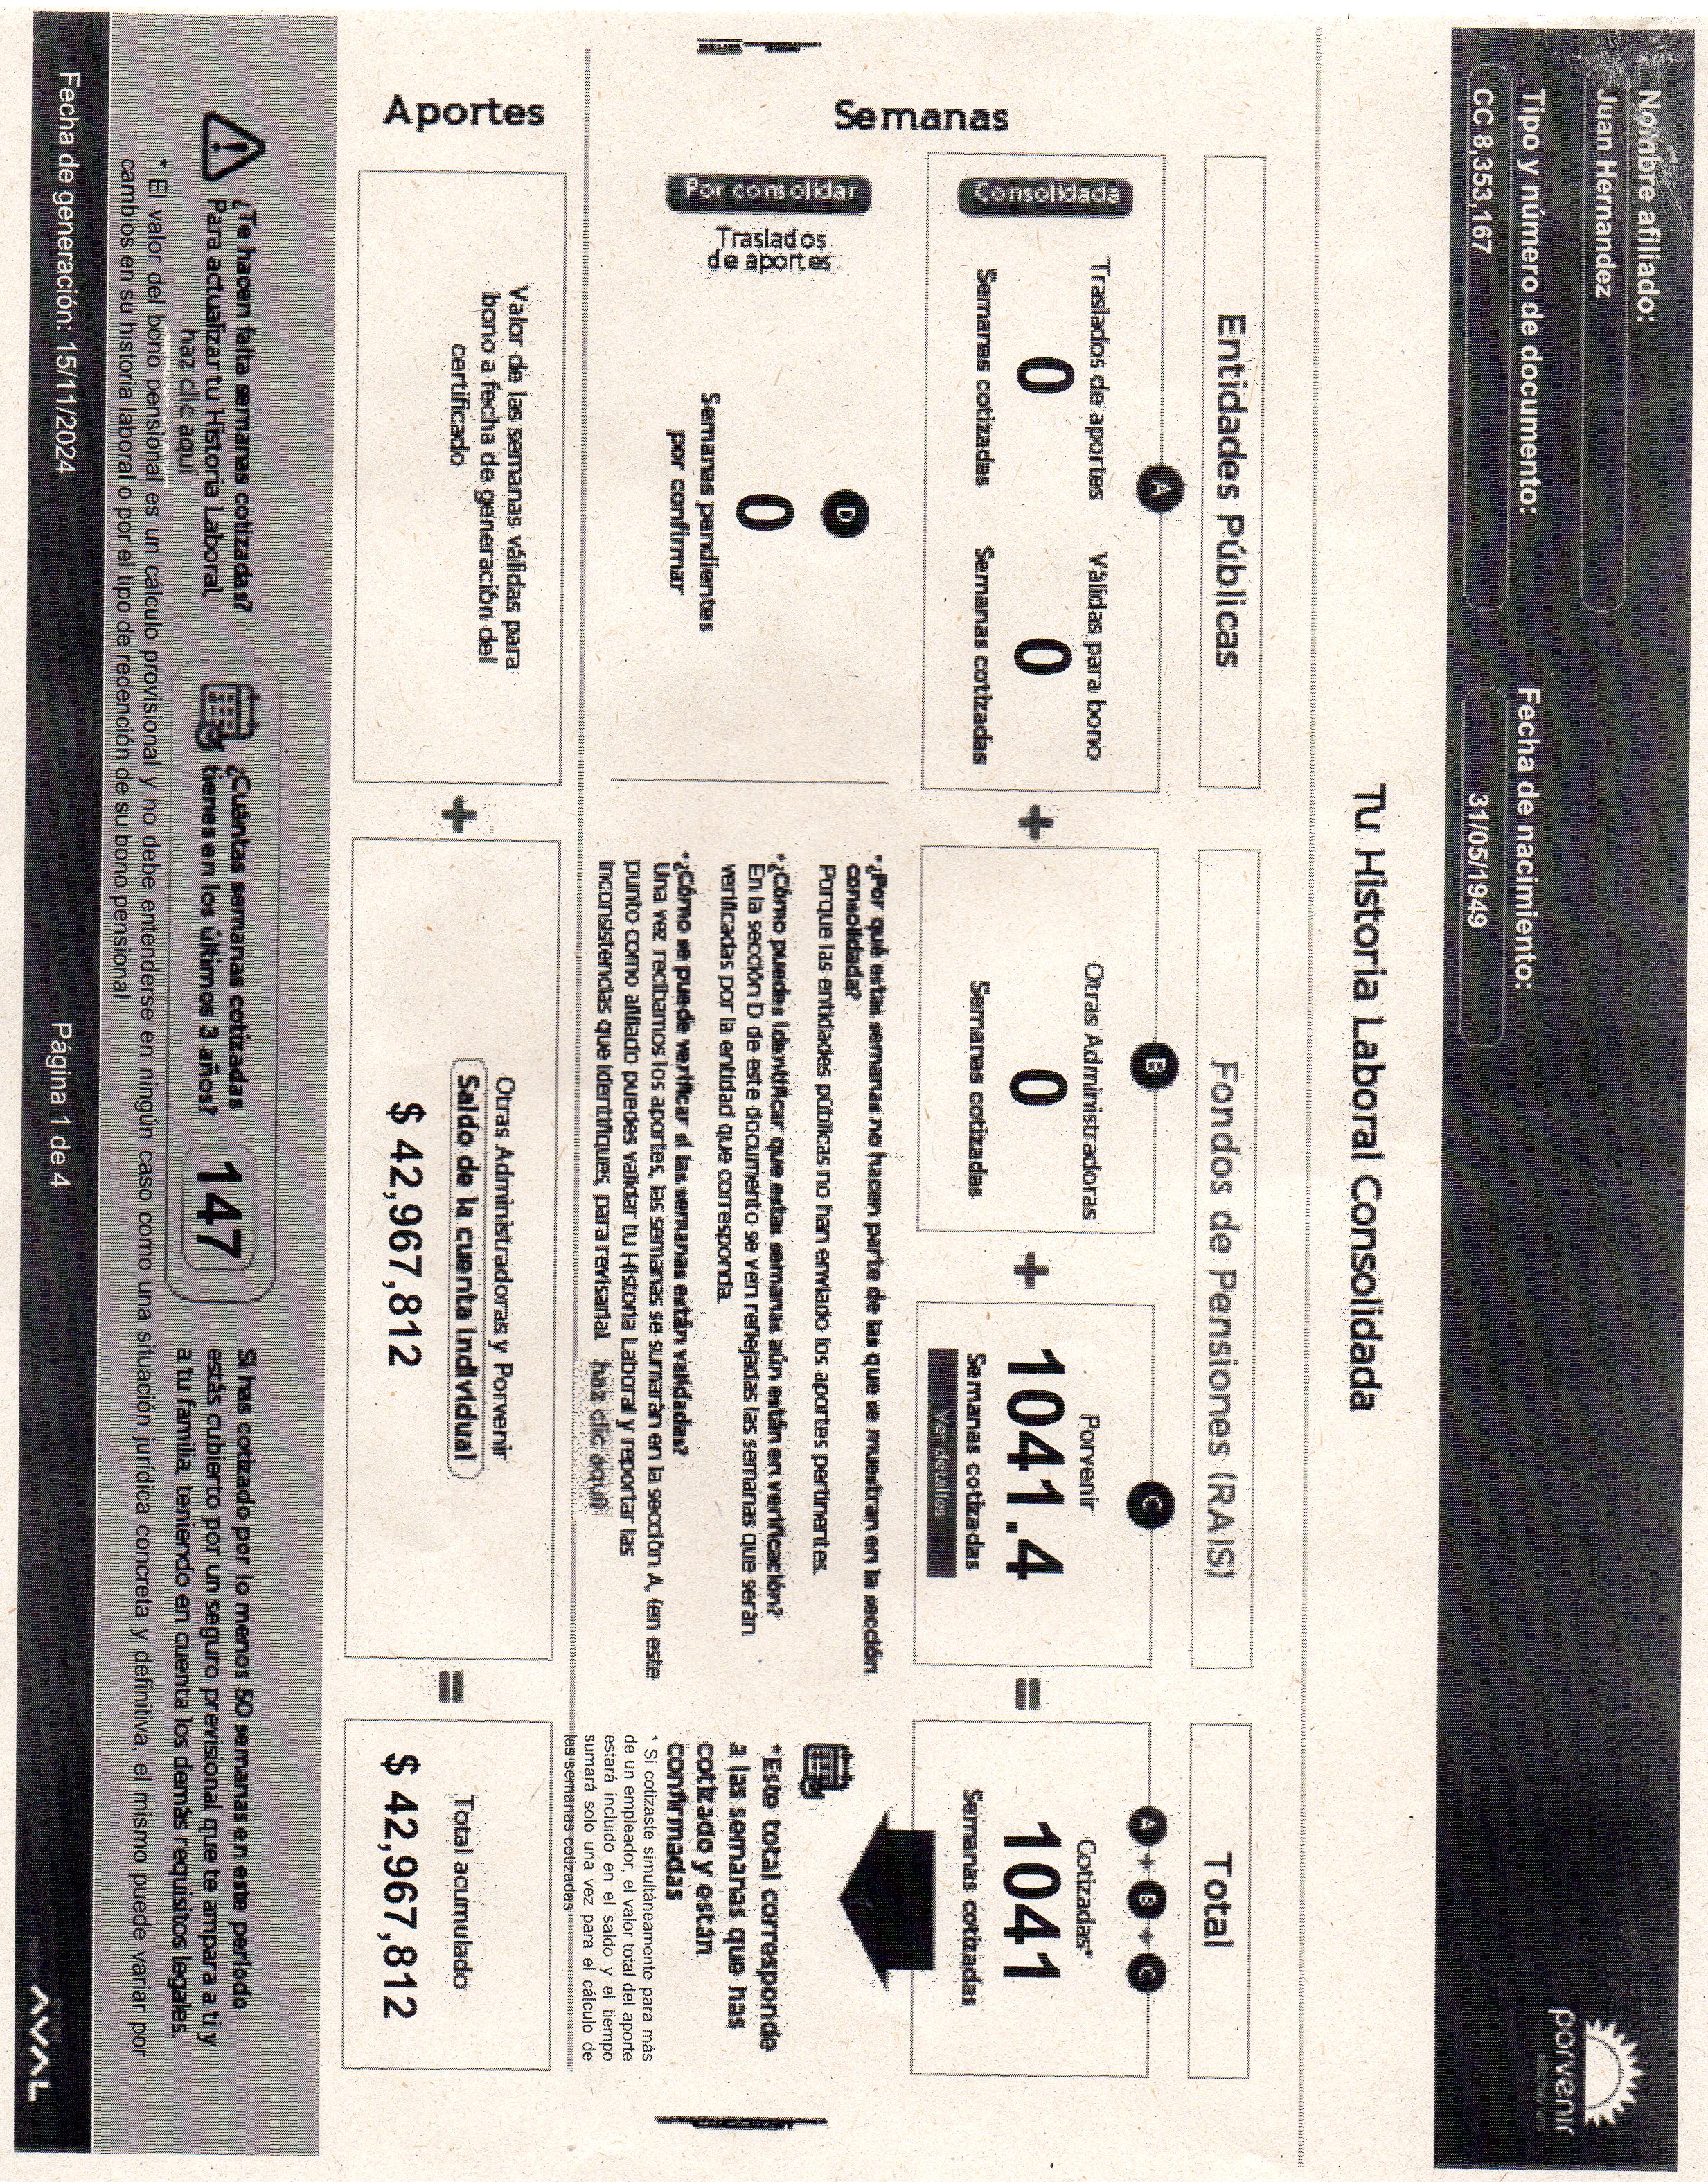 Nombre afiliado:
Juan Hernandez
porvenir
Tipo y número de documento:
Fecha de nacimiento:
CC 8,353,167
31/05/1949
Tu Historia Laboral Consolidada
Entidades Públicas
Fondos de Pensiones (RAIS)
Total
A
B
C
A + B + C
Semanas
Consolidada
Traslados de aportes
Válidas para bono
Otras Administradoras
Porvenir
Cotizadas*
0
0
+
0
+
1041.4
=
1041
Semanas cotizadas
Semanas cotizadas
Semanas cotizadas
Semanas cotizadas
Semanas cotizadas
Ver detalles
Por consolidar
Traslados
de aportes
D
0
Semanas pendientes
por confirmar
• ¿Por qué estas semanas no hacen parte de las que se muestran en la sección
consolidada?
Porque las entidades públicas no han enviado los aportes pertinentes.
• ¿Cómo puedes identificar que estas semanas aún están en verificación?
En la sección D de este documento se ven reflejadas las semanas que serán
verificadas por la entidad que corresponda.
• ¿Cómo se puede verificar si las semanas están validadas?
Una vez recibamos los aportes, las semanas se sumarán en la sección A, (en este
punto como afiliado puedes validar tu Historia Laboral y reportar las
inconsistencias que identifiques, para revisarlal haz clic aquí)
*Este total corresponde
a las semanas que has
cotizado y están
confirmadas
* Si cotizaste simultáneamente para más
de un empleador, el valor total del aporte
estará incluido en el saldo y el tiempo
sumará solo una vez para el cálculo de
las semanas cotizadas
Aportes
Valor de las semanas válidas para
bono a fecha de generación del
certificado
+
Otras Administradoras y Porvenir
Saldo de la cuenta individual
$ 42,967,812
=
Total acumulado
$ 42,967,812
¿Te hacen falta semanas cotizadas?
Para actualizar tu Historia Laboral,
haz clic aquí
¿Cuántas semanas cotizadas
tienes en los últimos 3 años?
147
Si has cotizado por lo menos 50 semanas en este periodo
estás cubierto por un seguro previsional que te ampara a ti y
a tu familia, teniendo en cuenta los demás requisitos legales.
* El valor del bono pensional es un cálculo provisional y no debe entenderse en ningún caso como una situación jurídica concreta y definitiva, el mismo puede variar por
cambios en su historia laboral o por el tipo de redención de su bono pensional
Fecha de generación: 15/11/2024
Página 1 de 4
AVAL